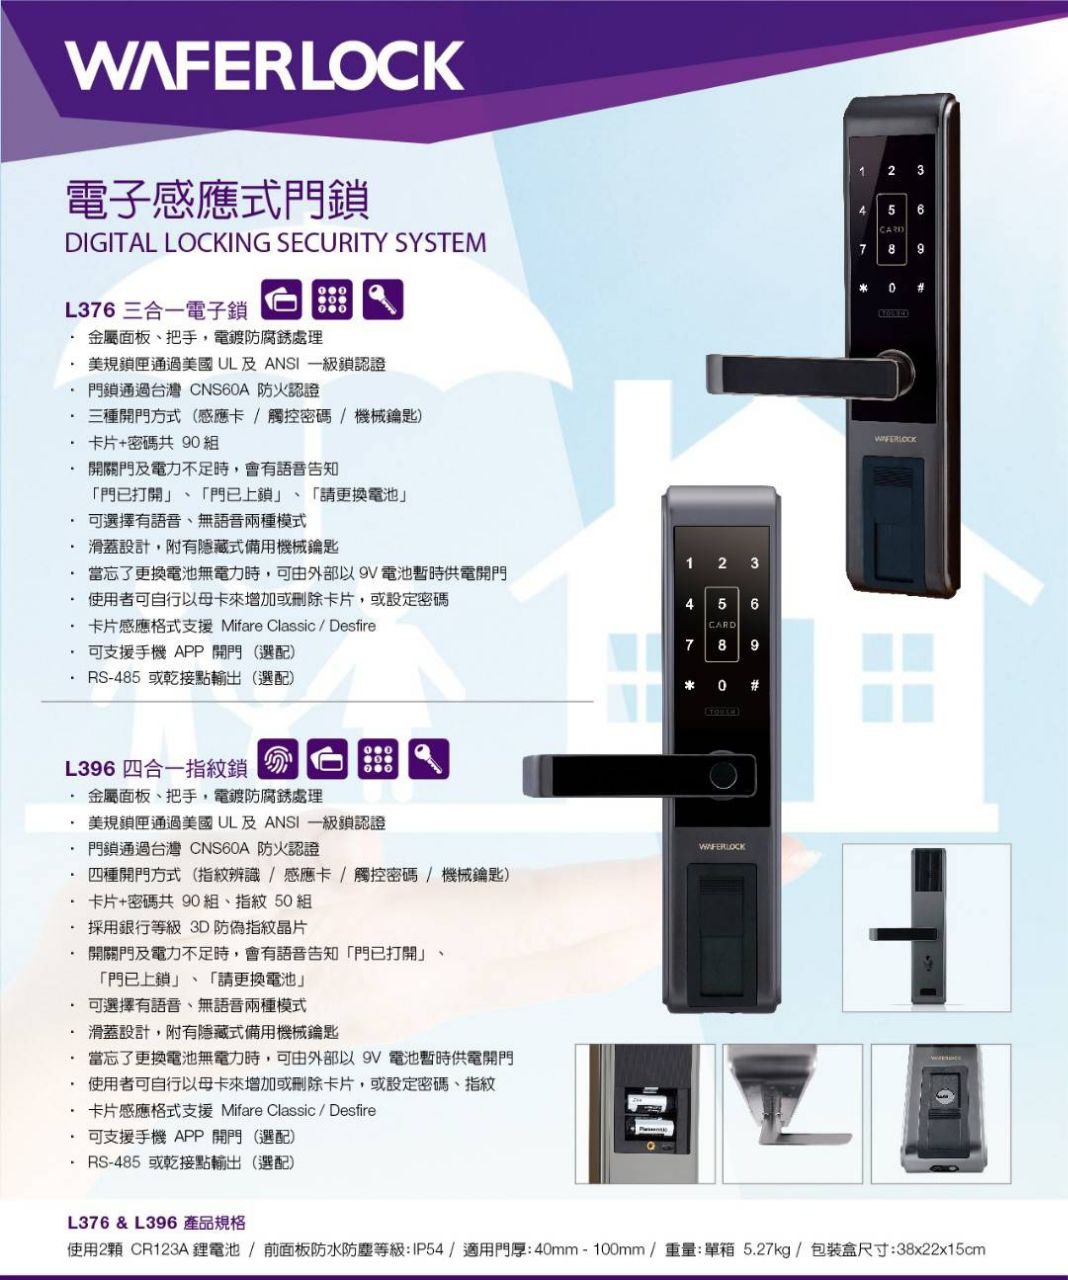 WAFERLOCK
電子感應式門鎖
DIGITAL LOCKING SECURITY SYSTEM
L376 三合一電子鎖
· 金屬面板、把手，電鍍防腐銹處理
· 美規鎖匣通過美國 UL 及 ANSI 一級鎖認證
· 門鎖通過台灣 CNS60A 防火認證
· 三種開門方式（感應卡 / 觸控密碼 / 機械鑰匙）
· 卡片+密碼共 90 組
· 開關門及電力不足時，會有語音告知
「門已打開」、「門已上鎖」、「請更換電池」
· 可選擇有語音、無語音兩種模式
· 滑蓋設計，附有隱藏式備用機械鑰匙
· 當忘了更換電池無電力時，可由外部以 9V 電池暫時供電開門
· 使用者可自行以母卡來增加或刪除卡片，或設定密碼
· 卡片感應格式支援 Mifare Classic / Desfire
· 可支援手機 APP 開門（選配）
· RS-485 或乾接點輸出（選配）
L396 四合一指紋鎖
· 金屬面板、把手，電鍍防腐銹處理
· 美規鎖匣通過美國 UL 及 ANSI 一級鎖認證
· 門鎖通過台灣 CNS60A 防火認證
· 四種開門方式（指紋辨識 / 感應卡 / 觸控密碼 / 機械鑰匙）
· 卡片+密碼共 90 組、指紋 50 組
· 採用銀行等級 3D 防偽指紋晶片
· 開關門及電力不足時，會有語音告知「門已打開」、
「門已上鎖」、「請更換電池」
· 可選擇有語音、無語音兩種模式
· 滑蓋設計，附有隱藏式備用機械鑰匙
· 當忘了更換電池無電力時，可由外部以 9V 電池暫時供電開門
· 使用者可自行以母卡來增加或刪除卡片，或設定密碼、指紋
· 卡片感應格式支援 Mifare Classic / Desfire
· 可支援手機 APP 開門（選配）
· RS-485 或乾接點輸出（選配）
1 2 3
4 5 6
CARD
7 8 9
* 0 #
TOUCH
WAFERLOCK
1 2 3
4 5 6
CARD
7 8 9
* 0 #
TOUCH
WAFERLOCK
Panasonic
WAFERLOCK
L376 & L396 產品規格
使用2顆 CR123A 鋰電池 / 前面板防水防塵等級:IP54 / 適用門厚:40mm - 100mm / 重量:單箱 5.27kg / 包裝盒尺寸:38x22x15cm